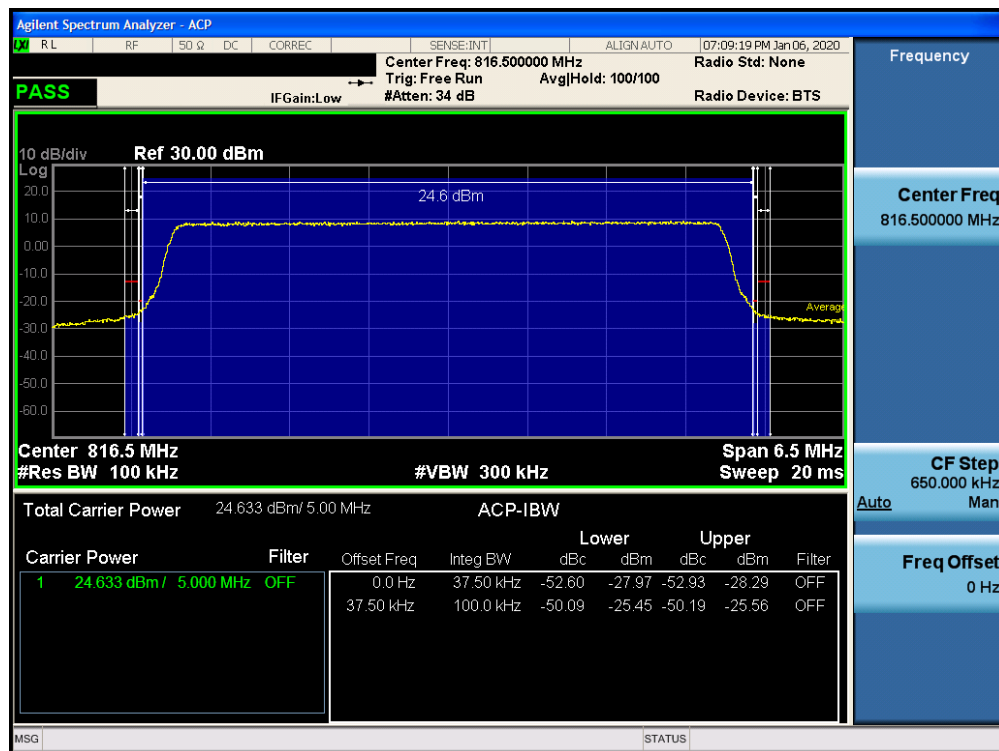 Agilent Spectrum Analyzer - ACP
LXI RL RF 50 Ω DC CORREC SENSE:INT ALIGN AUTO 07:09:19 PM Jan 06, 2020
Center Freq: 816.500000 MHz Radio Std: None
Trig: Free Run Avg|Hold: 100/100
PASS IFGain:Low #Atten: 34 dB Radio Device: BTS
Frequency
10 dB/div Ref 30.00 dBm
Log
20.0
24.6 dBm
10.0
0.00
-10.0
-20.0
Average
-30.0
-40.0
-50.0
-60.0
Center 816.5 MHz Span 6.5 MHz
#Res BW 100 kHz #VBW 300 kHz Sweep 20 ms
Center Freq
816.500000 MHz
CF Step
650.000 kHz
Auto Man
Freq Offset
0 Hz
Total Carrier Power 24.633 dBm/ 5.00 MHz ACP-IBW
Lower Upper
Carrier Power Filter Offset Freq Integ BW dBc dBm dBc dBm Filter
1 24.633 dBm / 5.000 MHz OFF 0.0 Hz 37.50 kHz -52.60 -27.97 -52.93 -28.29 OFF
37.50 kHz 100.0 kHz -50.09 -25.45 -50.19 -25.56 OFF
MSG STATUS